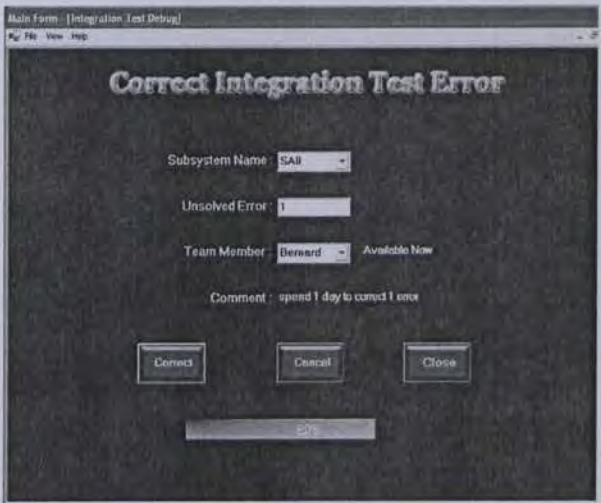 Main Form - [Integration Test Debug]
File View Help
Correct Integration Test Error
Subsystem Name : SAII
Unsolved Error : 1
Team Member : Bernard Available Now
Comment : spend 1 day to correct 1 error
Correct Cancel Close